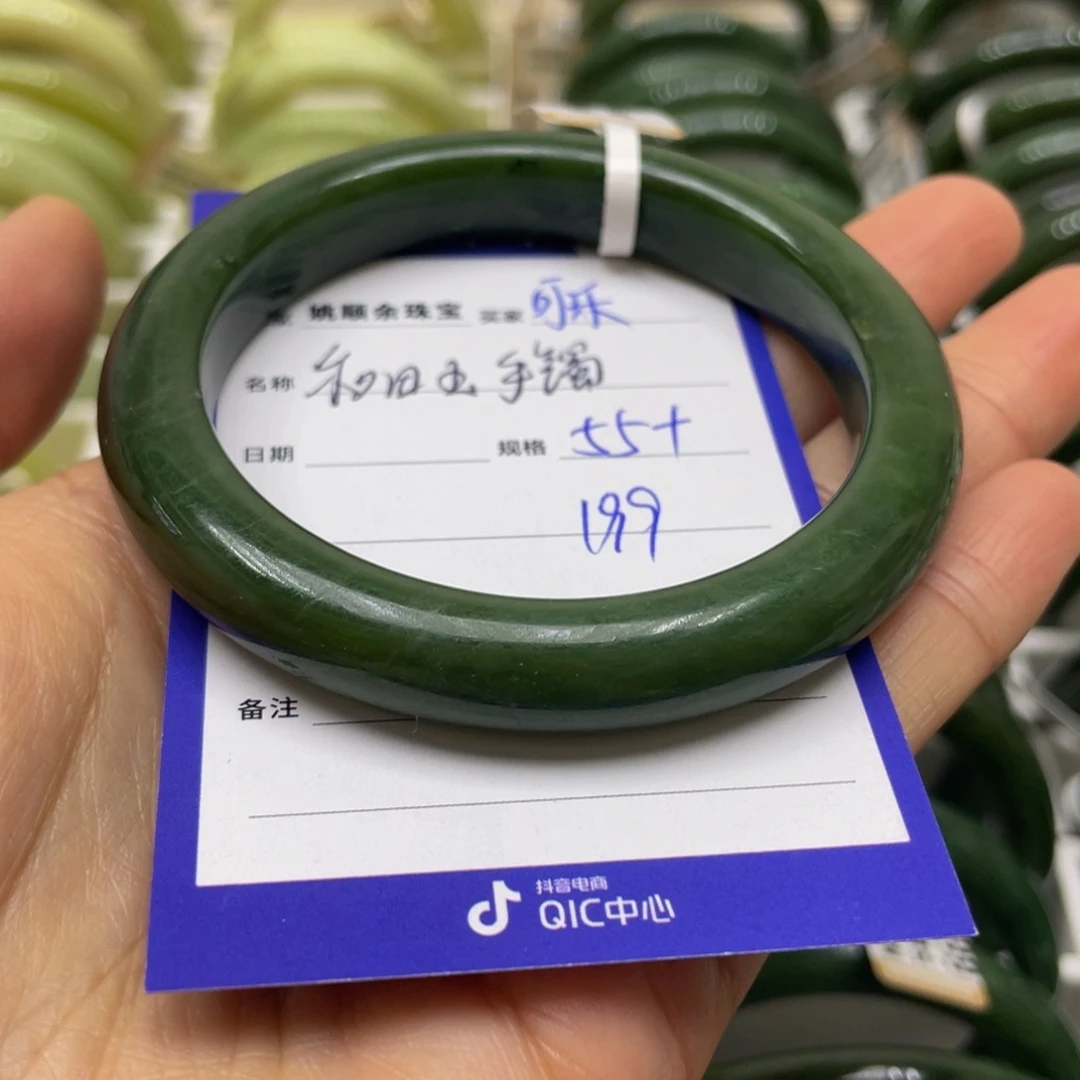 姚顺余珠宝 买家 可乐
名称 和田玉手镯
日期 规格 55+
199
备注
抖音电商
QIC中心